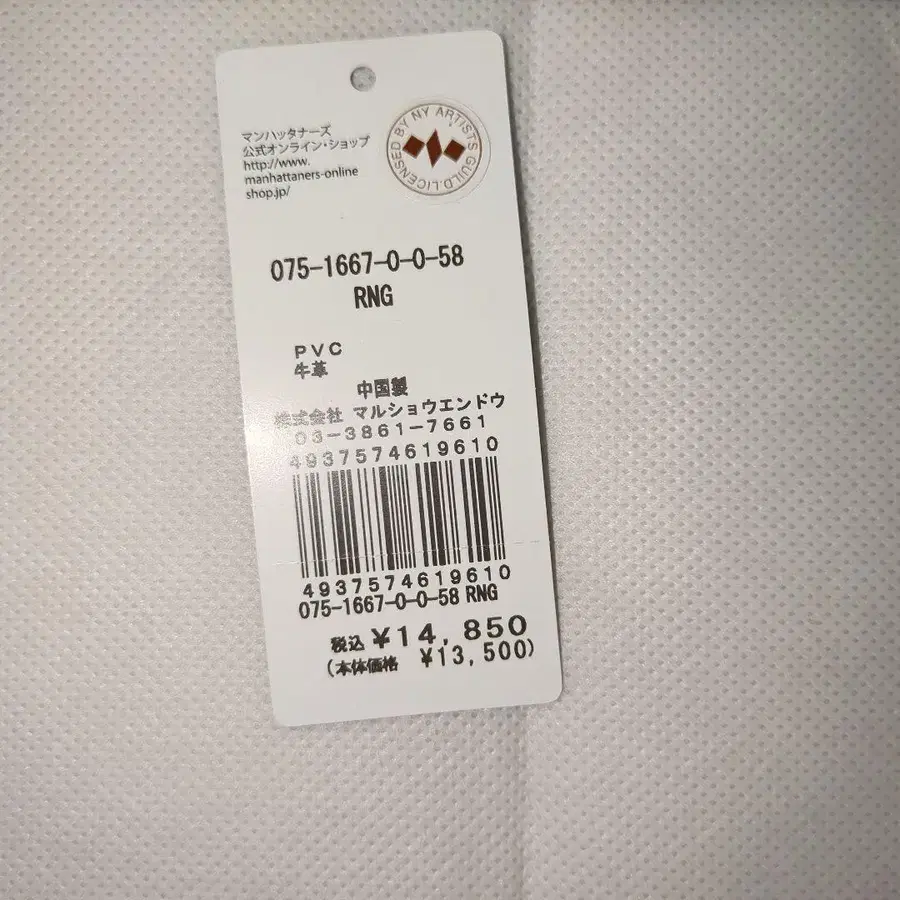 マンハッタナーズ
公式オンライン・ショップ
http://www.
manhattaners-online
shop.jp/
LICENSED BY NY ARTISTS GUILD.
075-1667-0-0-58
RNG
PVC
牛革
中国製
株式会社 マルショウエンドウ
03-3861-7661
4937574619610
4937574619610
075-1667-0-0-58 RNG
税込 ¥14,850
(本体価格 ¥13,500)